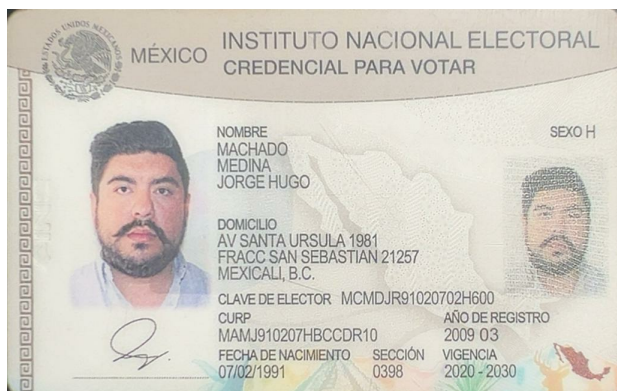 ESTADOS UNIDOS MEXICANOS
MÉXICO
INSTITUTO NACIONAL ELECTORAL
CREDENCIAL PARA VOTAR
NOMBRE
SEXO H
MACHADO
MEDINA
JORGE HUGO
DOMICILIO
AV SANTA URSULA 1981
FRACC SAN SEBASTIAN 21257
MEXICALI, B.C.
CLAVE DE ELECTOR MCMDJR91020702H600
CURP AÑO DE REGISTRO
MAMJ910207HBCCDR10 2009 03
FECHA DE NACIMIENTO SECCIÓN VIGENCIA
07/02/1991 0398 2020 - 2030